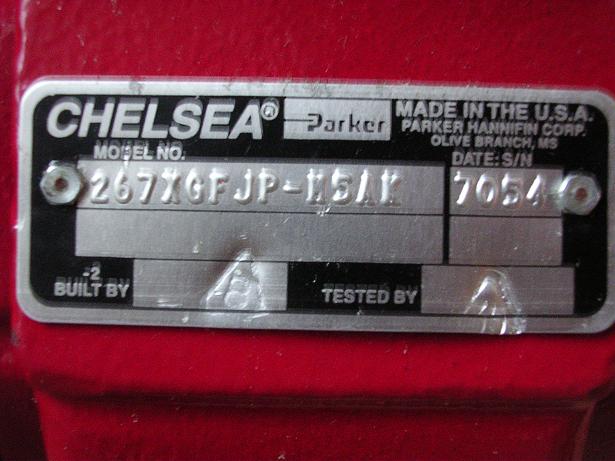 CHELSEA® Parker MADE IN THE U.S.A.
PARKER HANNIFIN CORP.
OLIVE BRANCH, MS
MODEL NO. DATE: S/N
267XGFJP-M5AK 7054
-2
BUILT BY TESTED BY